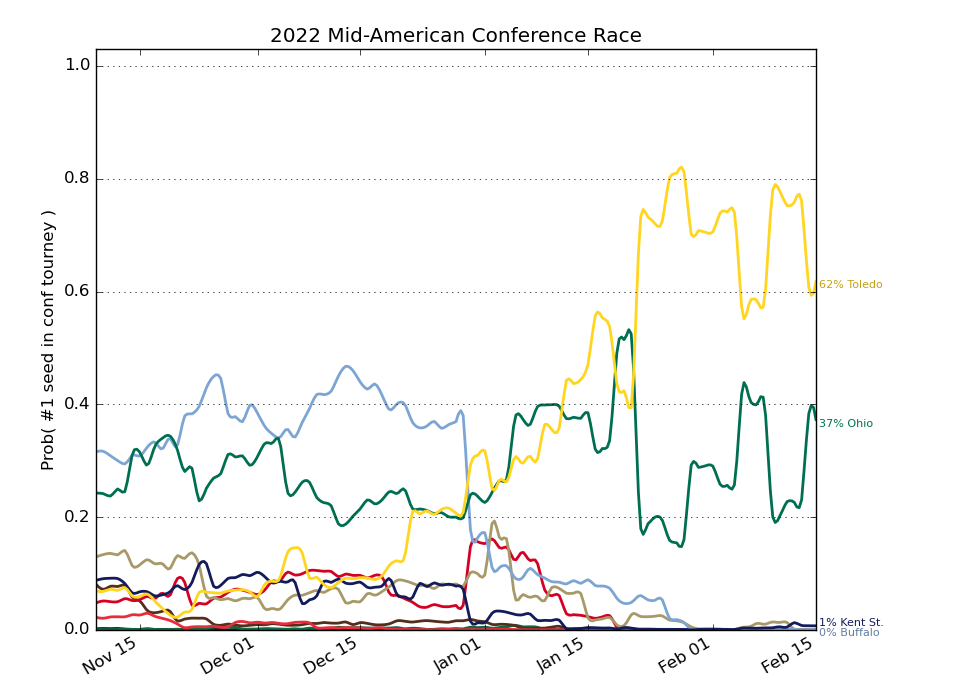 2022 Mid-American Conference Race
Prob( #1 seed in conf tourney )
1.0
0.8
0.6
0.4
0.2
0.0
62% Toledo
37% Ohio
1% Kent St.
0% Buffalo
Nov 15
Dec 01
Dec 15
Jan 01
Jan 15
Feb 01
Feb 15